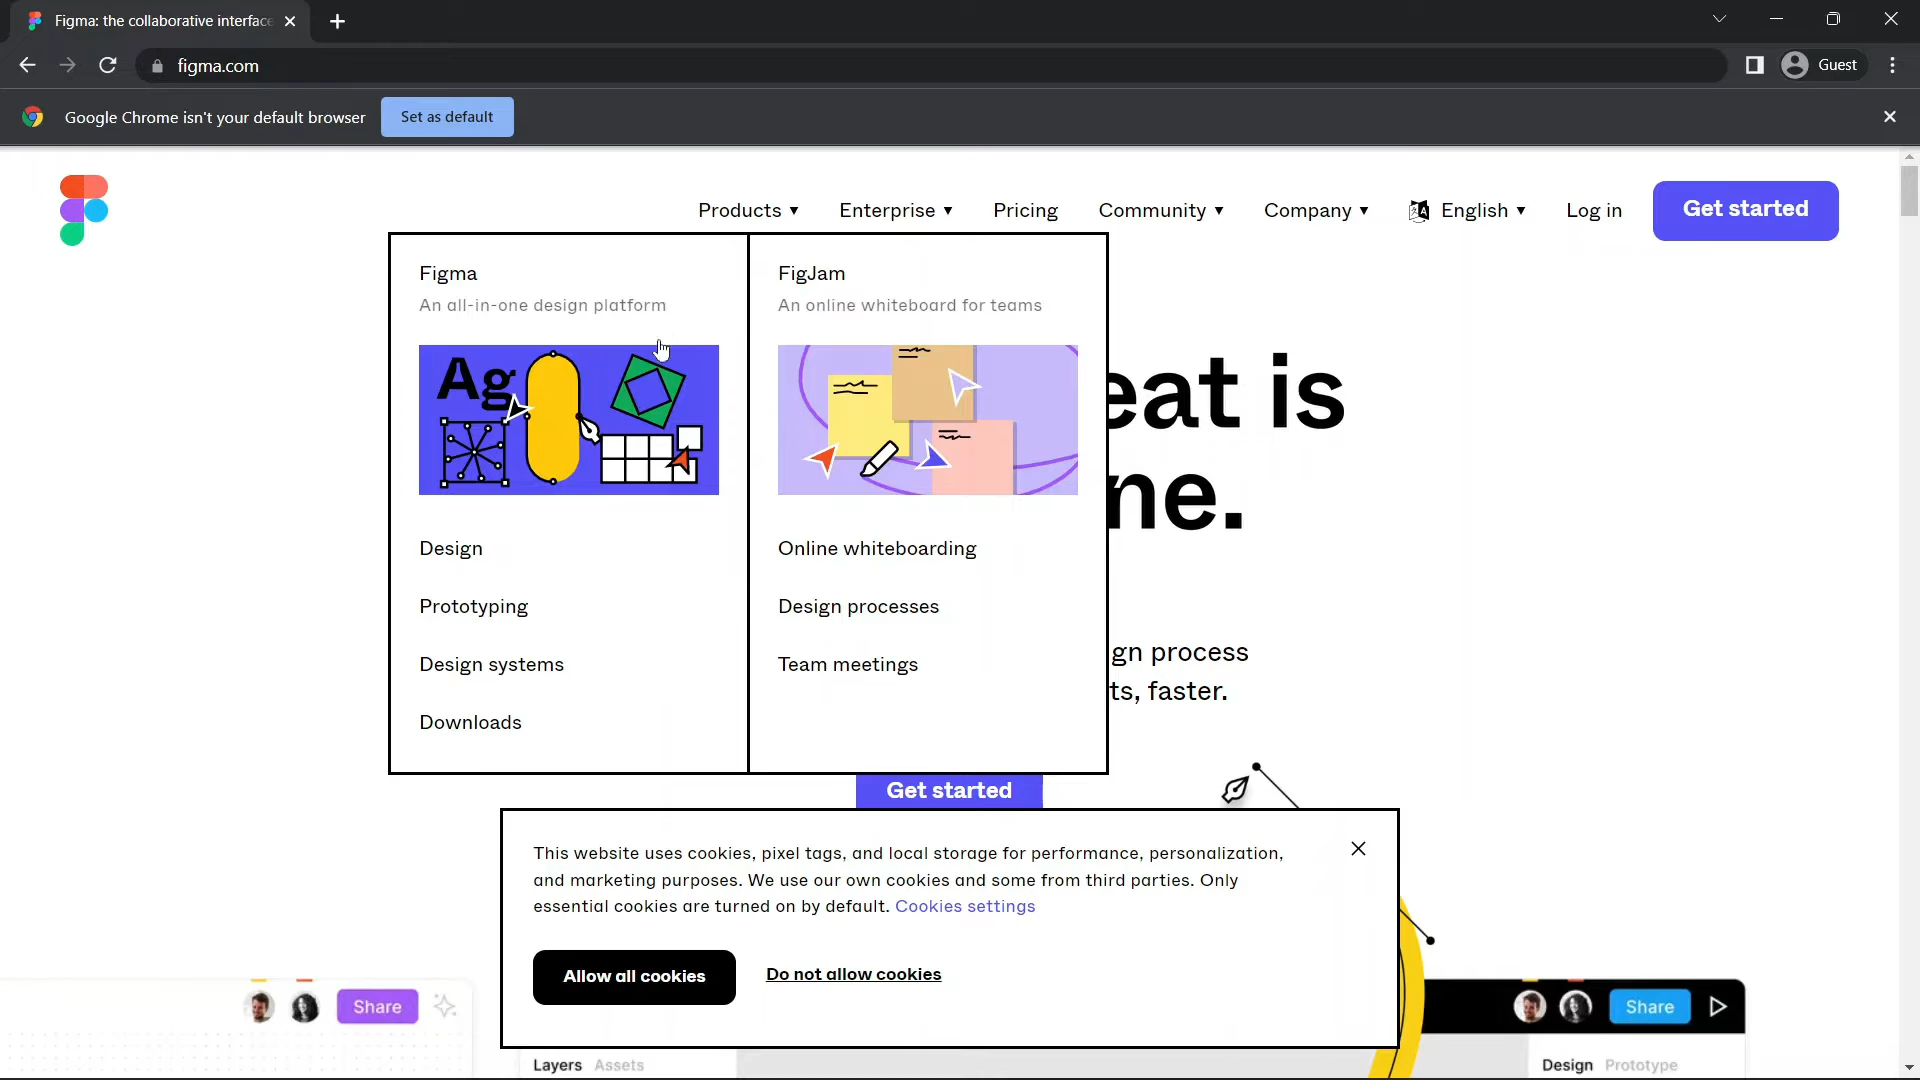 Figma: the collaborative interface
figma.com
Guest
Google Chrome isn't your default browser
Set as default
Products ▼
Enterprise ▼
Pricing
Community ▼
Company ▼
English ▼
Log in
Get started
Figma
An all-in-one design platform
Ag
Design
Prototyping
Design systems
Downloads
FigJam
An online whiteboard for teams
Online whiteboarding
Design processes
Team meetings
eat is
ne.
gn process
ts, faster.
Get started
This website uses cookies, pixel tags, and local storage for performance, personalization,
and marketing purposes. We use our own cookies and some from third parties. Only
essential cookies are turned on by default. Cookies settings
Allow all cookies
Do not allow cookies
Share
Share
Layers Assets
Design Prototype